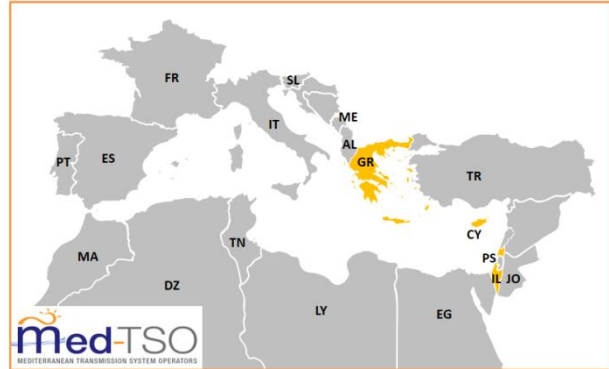 FR
SL
IT
ME
AL
PT
ES
GR
TR
CY
TN
MA
PS
IL
JO
DZ
LY
EG
Med-TSO
MEDITERRANEAN TRANSMISSION SYSTEM OPERATORS